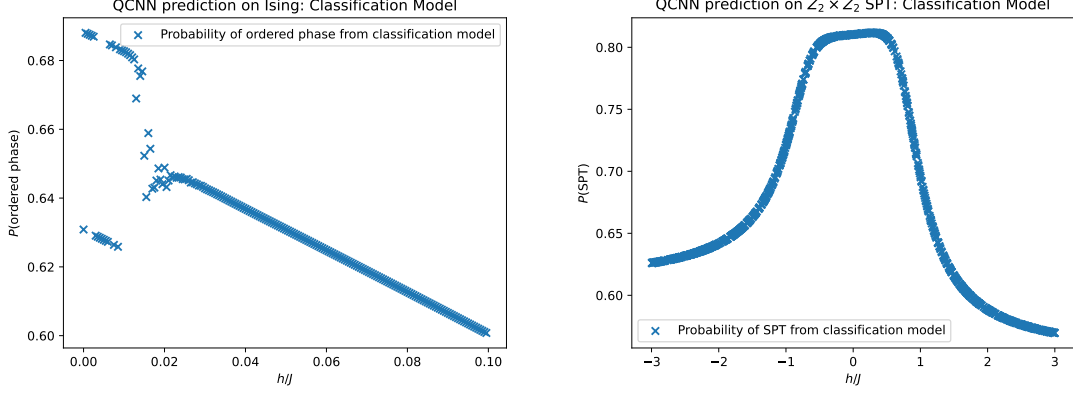 QCNN prediction on Ising: Classification Model
Probability of ordered phase from classification model
P(ordered phase)
0.68
0.66
0.64
0.62
0.60
0.00 0.02 0.04 0.06 0.08 0.10
h/J
QCNN prediction on Z₂ × Z₂ SPT: Classification Model
P(SPT)
0.80
0.75
0.70
0.65
0.60
Probability of SPT from classification model
−3 −2 −1 0 1 2 3
h/J